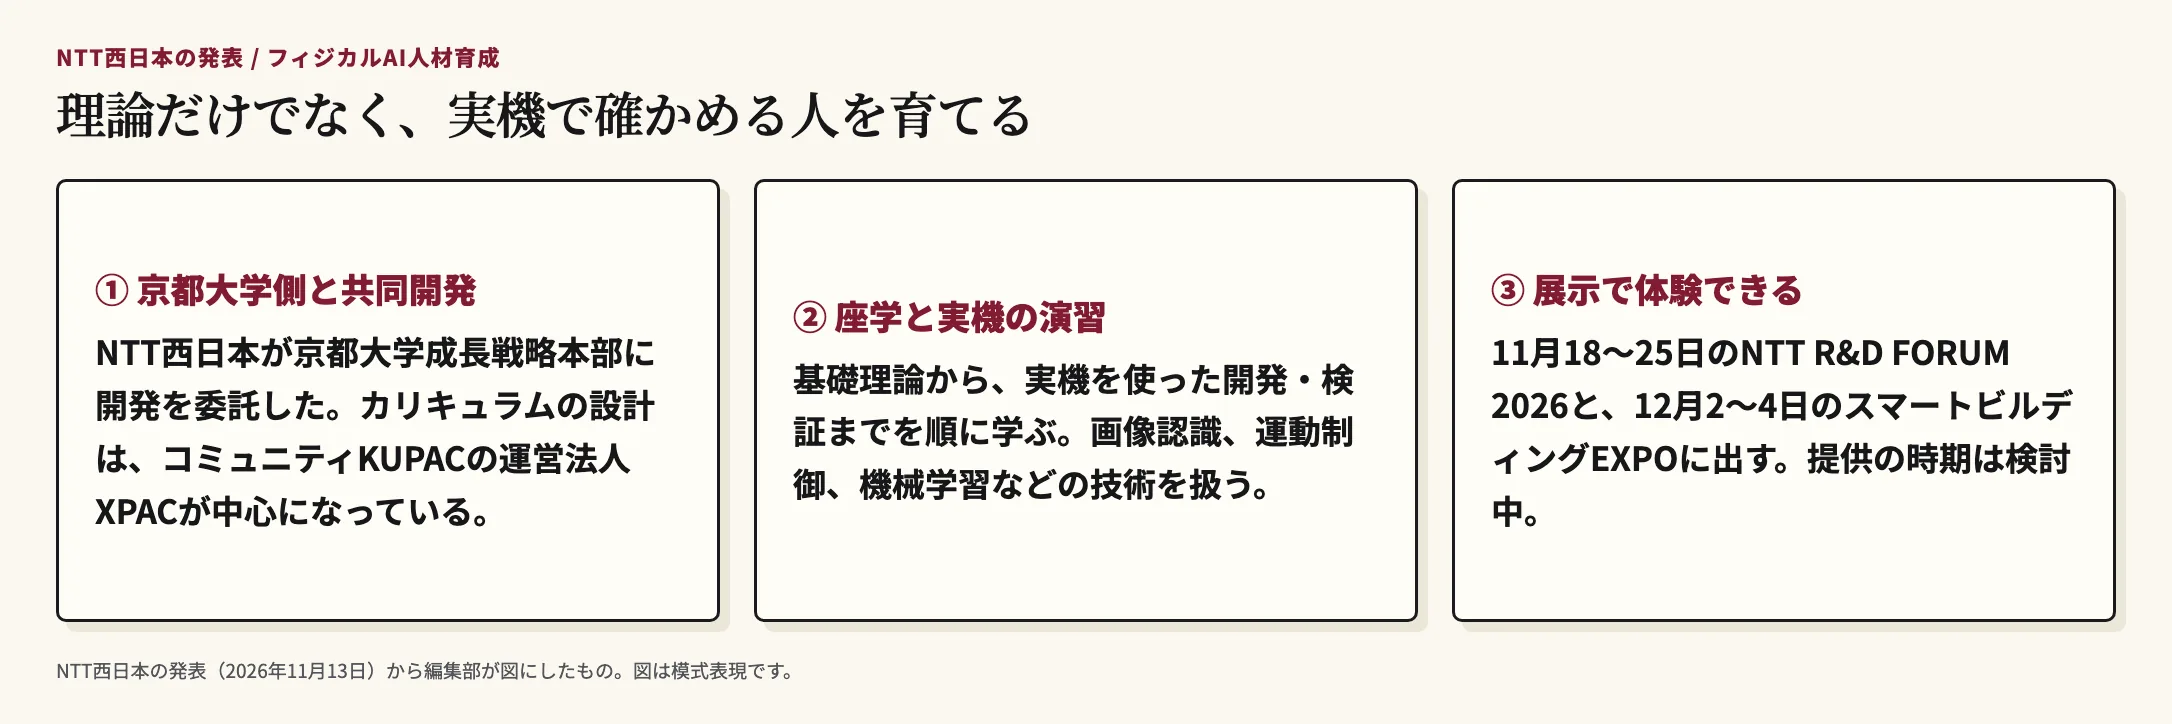 NTT西日本の発表 / フィジカルAI人材育成
理論だけでなく、実機で確かめる人を育てる
① 京都大学側と共同開発
NTT西日本が京都大学成長戦略本部に
開発を委託した。カリキュラムの設計
は、コミュニティKUPACの運営法人
XPACが中心になっている。
② 座学と実機の演習
基礎理論から、実機を使った開発・検
証までを順に学ぶ。画像認識、運動制
御、機械学習などの技術を扱う。
③ 展示で体験できる
11月18〜25日のNTT R&D FORUM
2026と、12月2〜4日のスマートビルデ
ィングEXPOに出す。提供の時期は検討
中。
NTT西日本の発表（2026年11月13日）から編集部が図にしたもの。図は模式表現です。